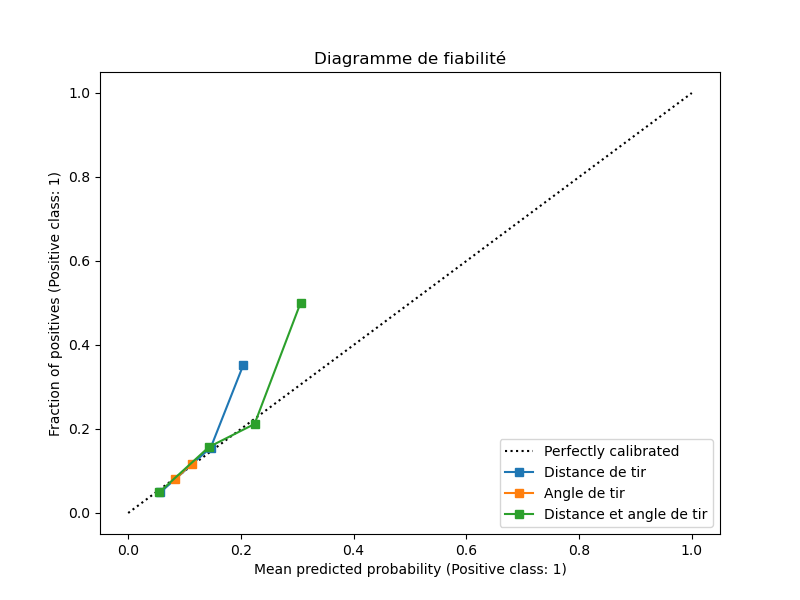 Diagramme de fiabilité
Fraction of positives (Positive class: 1)
1.0
0.8
0.6
0.4
0.2
0.0
0.0 0.2 0.4 0.6 0.8 1.0
Mean predicted probability (Positive class: 1)
Perfectly calibrated
Distance de tir
Angle de tir
Distance et angle de tir